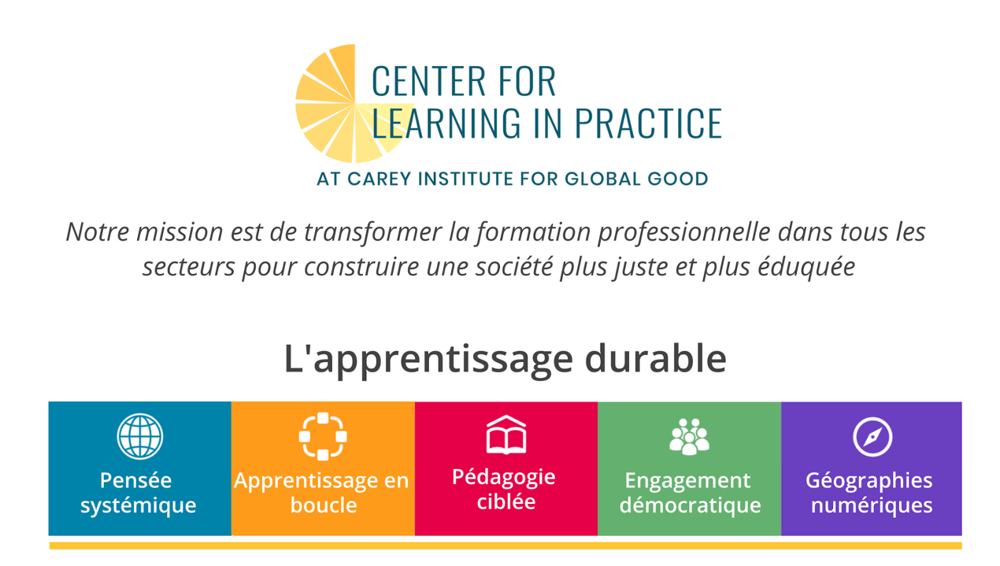 CENTER FOR
LEARNING IN PRACTICE
AT CAREY INSTITUTE FOR GLOBAL GOOD
Notre mission est de transformer la formation professionnelle dans tous les
secteurs pour construire une société plus juste et plus éduquée
L'apprentissage durable
Pensée
systémique
Apprentissage en
boucle
Pédagogie
ciblée
Engagement
démocratique
Géographies
numériques